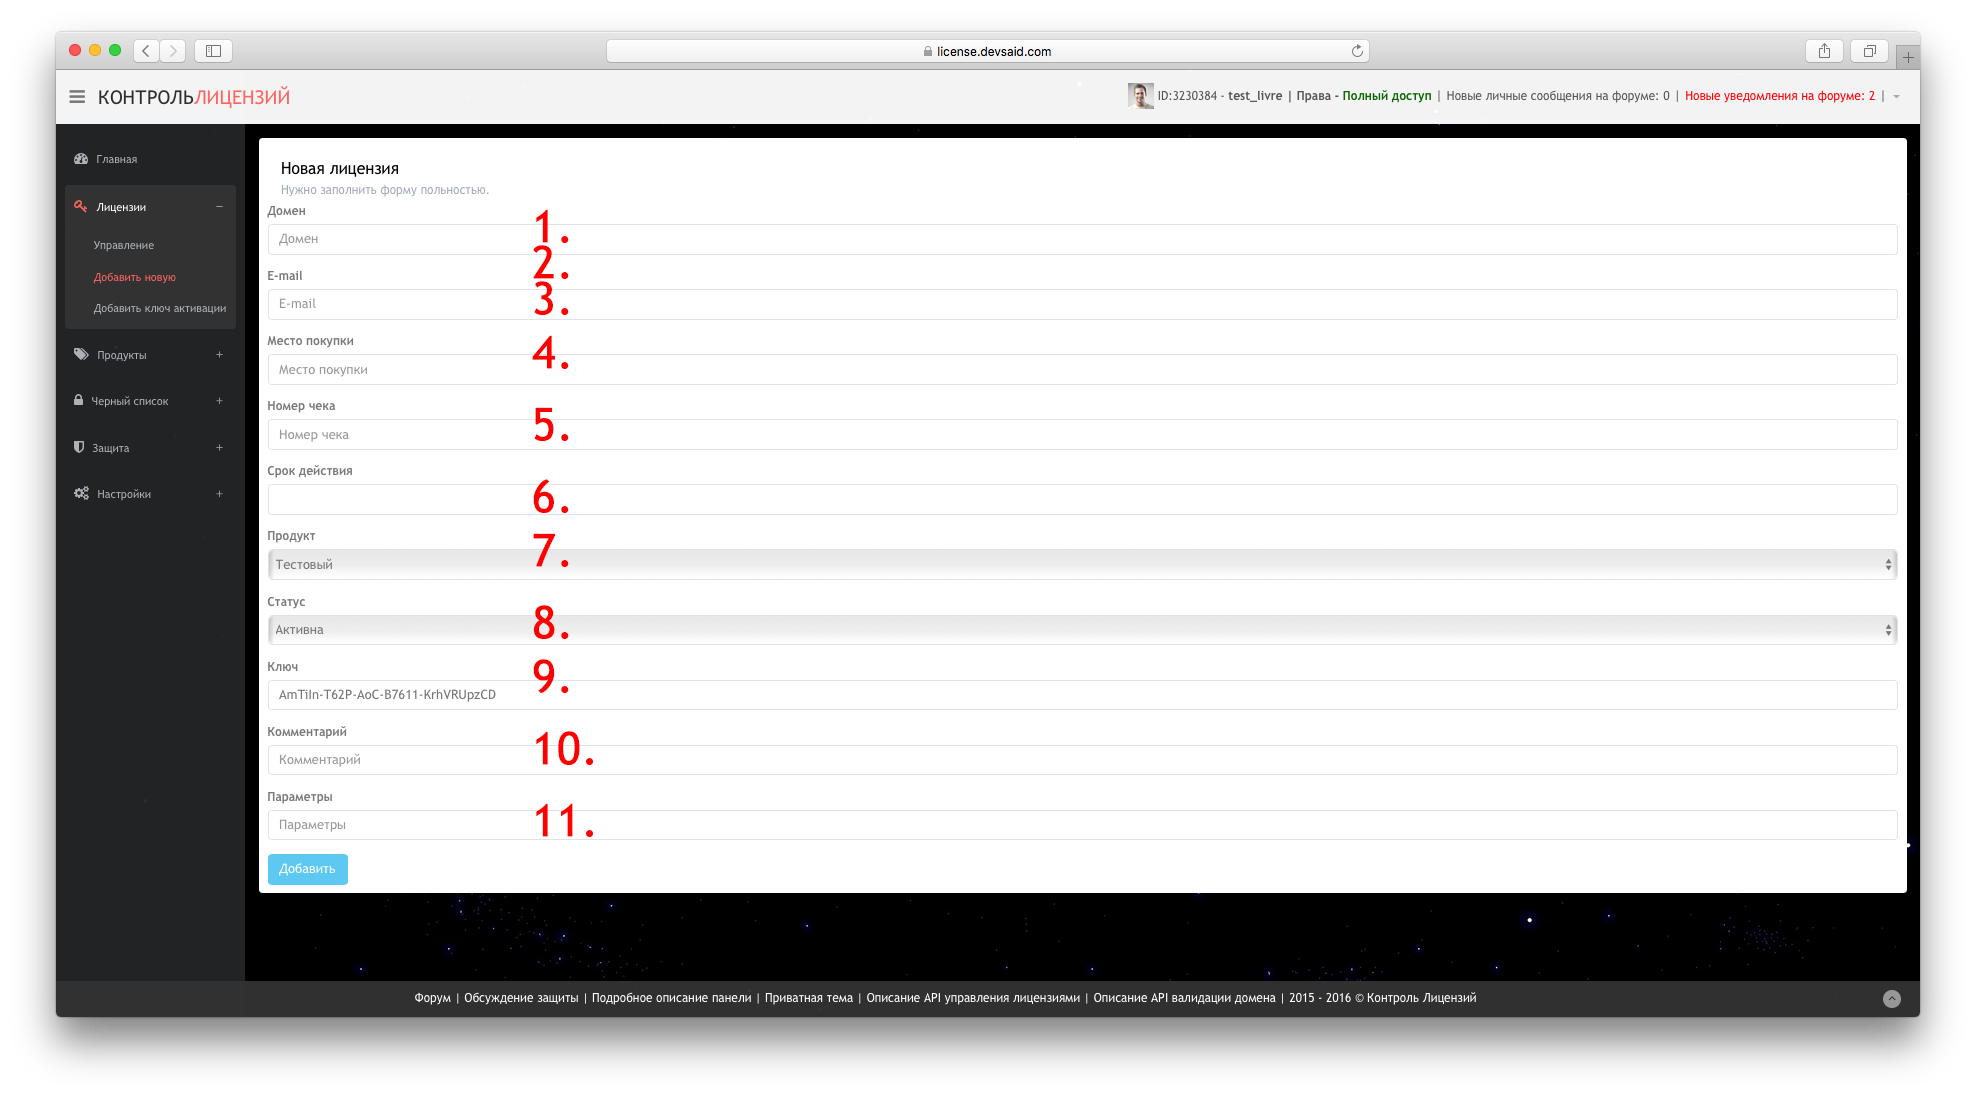 license.devsaid.com
КОНТРОЛЬЛИЦЕНЗИЙ
ID:3230384 - test_livre | Права - Полный доступ | Новые личные сообщения на форуме: 0 | Новые уведомления на форуме: 2 |
Главная
Лицензии −
Управление
Добавить новую
Добавить ключ активации
Продукты +
Черный список +
Защита +
Настройки +
Новая лицензия
Нужно заполнить форму польностью.
Домен
Домен
1.
2.
E-mail
E-mail
3.
Место покупки
4.
Место покупки
Номер чека
Номер чека
5.
Срок действия
6.
Продукт
7.
Тестовый
Статус
8.
Активна
Ключ
9.
AmTiIn-T62P-AoC-B7611-KrhVRUpzCD
Комментарий
10.
Комментарий
Параметры
11.
Параметры
Добавить
Форум | Обсуждение защиты | Подробное описание панели | Приватная тема | Описание API управления лицензиями | Описание API валидации домена | 2015 - 2016 © Контроль Лицензий